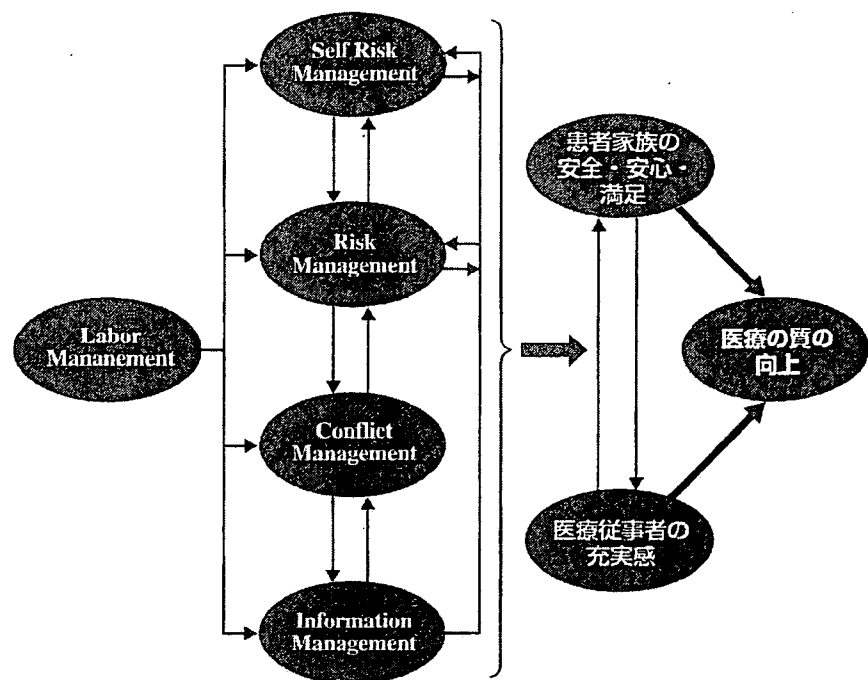 Self Risk
Management
Risk
Management
Labor
Mananement
Conflict
Management
Information
Management
患者家族の
安全・安心・
満足
医療の質の
向上
医療従事者の
充実感